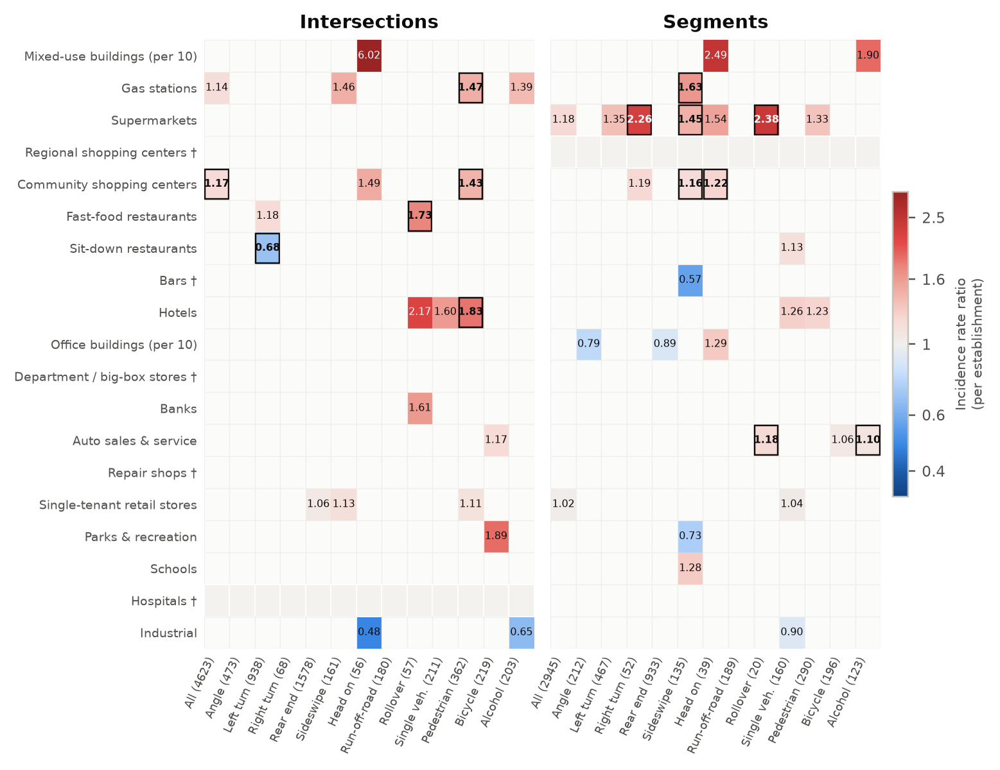 Intersections Segments
Mixed-use buildings (per 10) 6.02 2.49 1.90
Gas stations 1.14 1.46 1.47 1.39 1.63
Supermarkets 1.18 1.35 2.26 1.45 1.54 2.38 1.33
Regional shopping centers †
Community shopping centers 1.17 1.49 1.43 1.19 1.16 1.22
Fast-food restaurants 1.18 1.73
Sit-down restaurants 0.68 1.13
Bars † 0.57
Hotels 2.17 1.60 1.83 1.26 1.23
Office buildings (per 10) 0.79 0.89 1.29
Department / big-box stores †
Banks 1.61
Auto sales & service 1.17 1.18 1.06 1.10
Repair shops †
Single-tenant retail stores 1.06 1.13 1.11 1.02 1.04
Parks & recreation 1.89 0.73
Schools 1.28
Hospitals †
Industrial 0.48 0.65 0.90
All (4623)
Angle (473)
Left turn (938)
Right turn (68)
Rear end (1578)
Sideswipe (161)
Head on (56)
Run-off-road (180)
Rollover (57)
Single veh. (211)
Pedestrian (362)
Bicycle (219)
Alcohol (203)
All (2945)
Angle (212)
Left turn (467)
Right turn (52)
Rear end (933)
Sideswipe (135)
Head on (39)
Run-off-road (189)
Rollover (20)
Single veh. (160)
Pedestrian (290)
Bicycle (196)
Alcohol (123)
2.5
1.6
1
0.6
0.4
Incidence rate ratio
(per establishment)